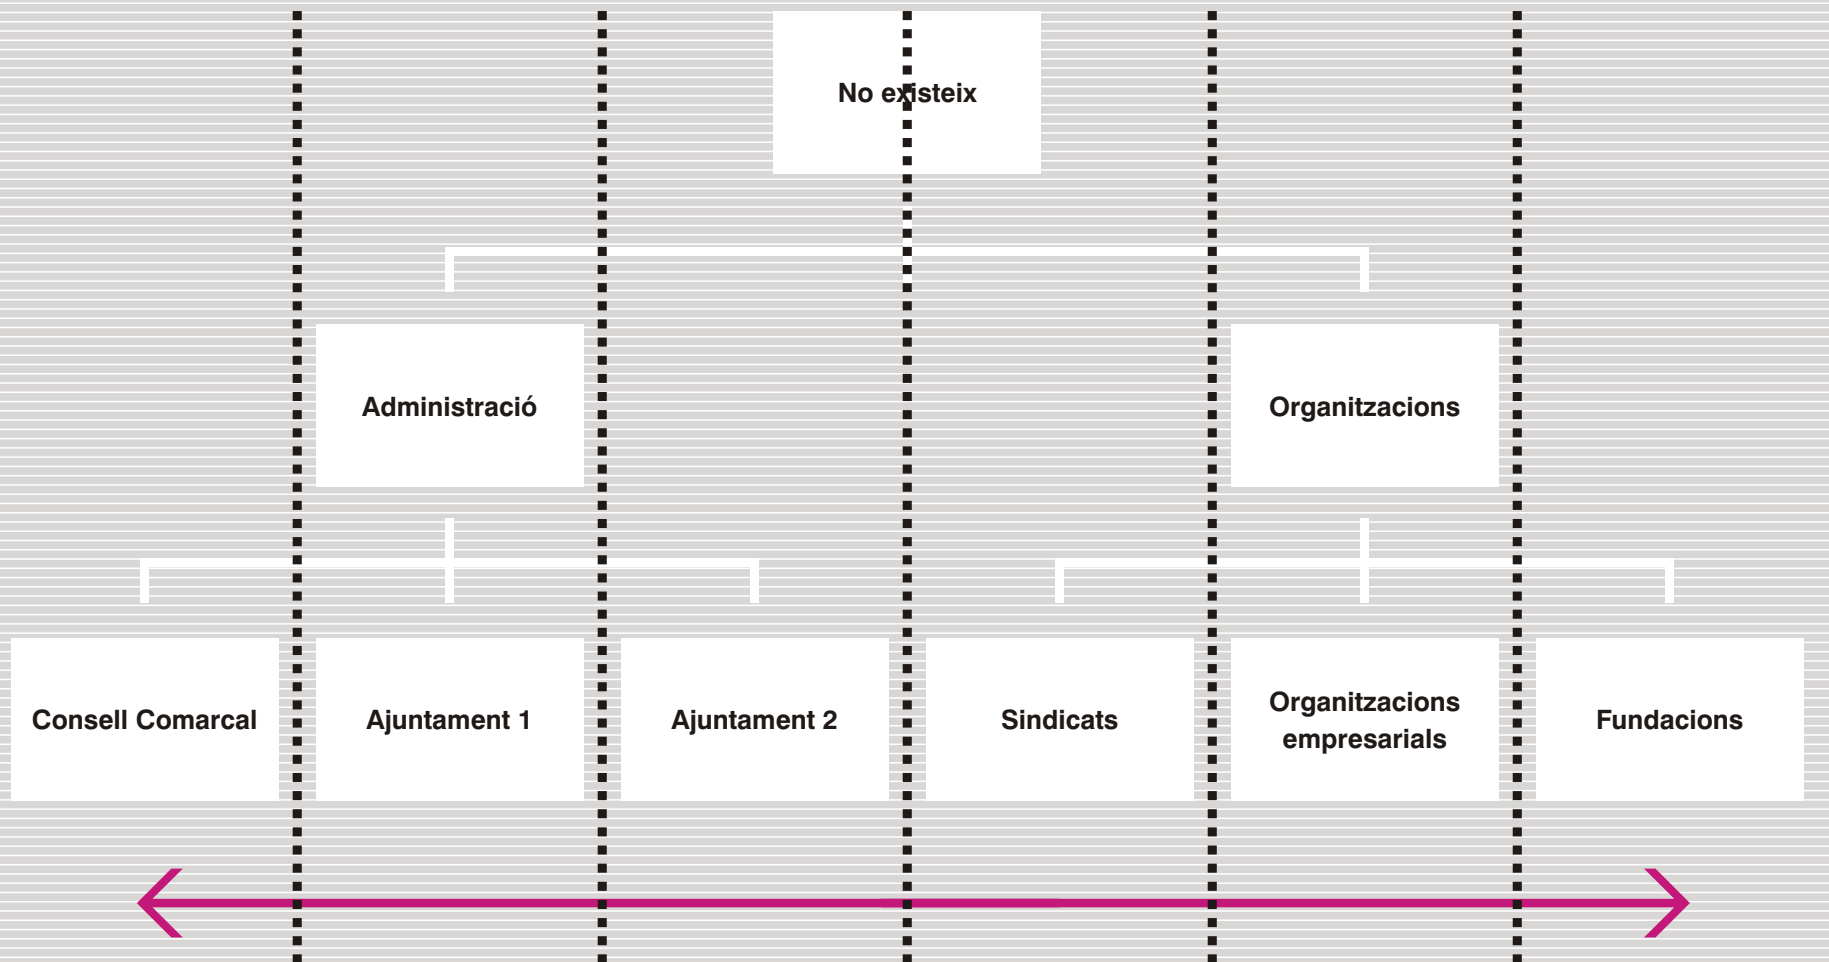 No existeix
Administració
Organitzacions
Consell Comarcal
Ajuntament 1
Ajuntament 2
Sindicats
Organitzacions
empresarials
Fundacions